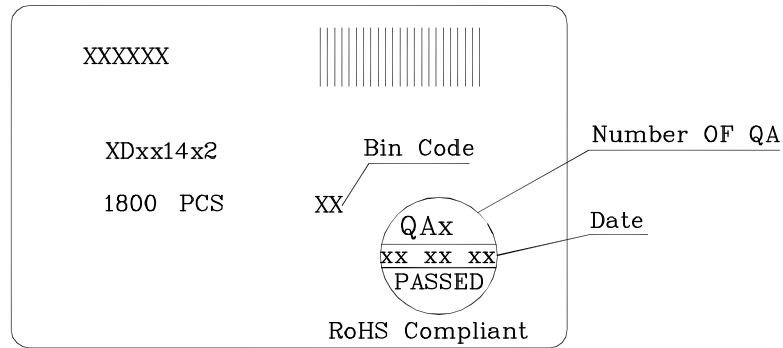 XXXXXX
XDxx14x2
Bin Code
Number OF QA
1800 PCS
XX
QAx
Date
xx xx xx
PASSED
RoHS Compliant